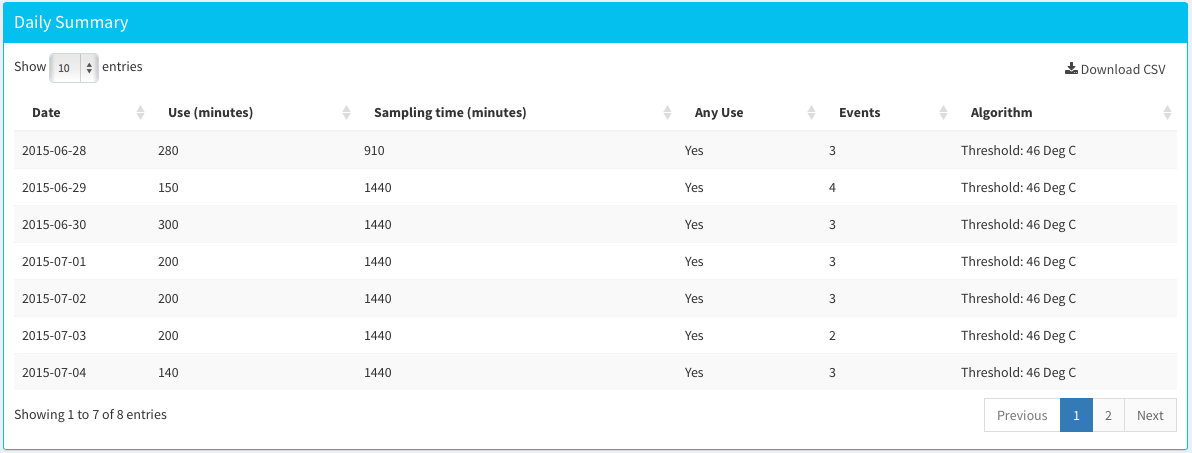 Daily Summary
Show 10 entries Download CSV
Date Use (minutes) Sampling time (minutes) Any Use Events Algorithm
2015-06-28 280 910 Yes 3 Threshold: 46 Deg C
2015-06-29 150 1440 Yes 4 Threshold: 46 Deg C
2015-06-30 300 1440 Yes 3 Threshold: 46 Deg C
2015-07-01 200 1440 Yes 3 Threshold: 46 Deg C
2015-07-02 200 1440 Yes 3 Threshold: 46 Deg C
2015-07-03 200 1440 Yes 2 Threshold: 46 Deg C
2015-07-04 140 1440 Yes 3 Threshold: 46 Deg C
Showing 1 to 7 of 8 entries Previous 1 2 Next